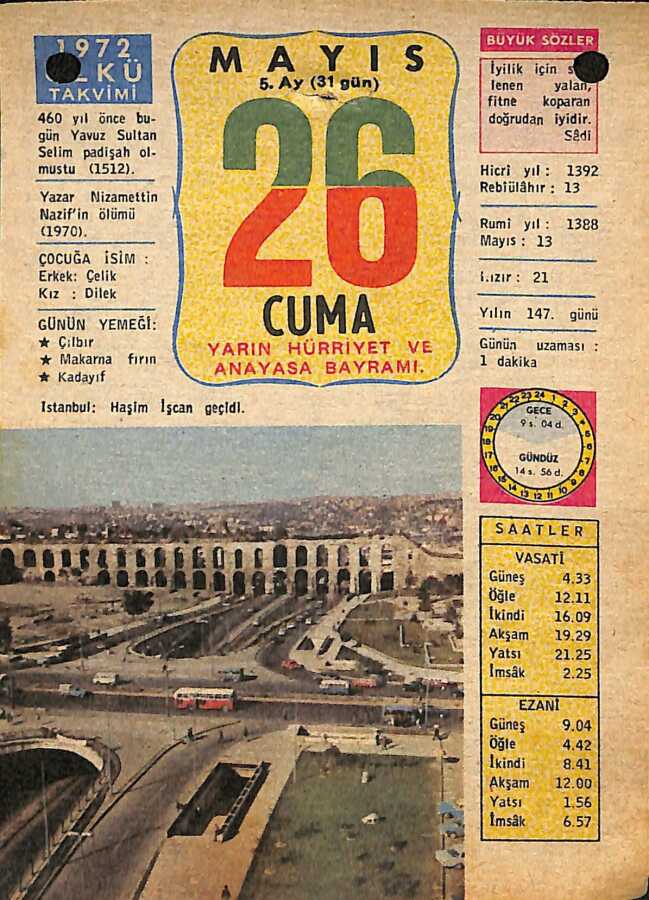 1972
ÜLKÜ
TAKVİMİ
460 yıl önce bu-
gün Yavuz Sultan
Selim padişah ol-
mustu (1512).
Yazar Nizamettin
Nazif'in ölümü
(1970).
ÇOCUĞA İSİM :
Erkek: Çelik
Kız : Dilek
GÜNÜN YEMEĞİ:
★ Çılbır
★ Makarna fırın
★ Kadayıf
MAYIS
5. Ay (31 gün)
26
CUMA
YARIN HÜRRİYET VE
ANAYASA BAYRAMI.
BÜYÜK SÖZLER
İyilik için
lenen yalan,
fitne koparan
doğrudan iyidir.
Sâdi
Hicri yıl : 1392
Rebiülâhır : 13
Rumi yıl : 1388
Mayıs : 13
Hızır : 21
Yılın 147. günü
Günün uzaması :
1 dakika
İstanbul: Haşim İşcan geçidi.
GECE
9 s. 04 d.
GÜNDÜZ
14 s. 56 d.
SAATLER
VASATİ
Güneş 4.33
Öğle 12.11
İkindi 16.09
Akşam 19.29
Yatsı 21.25
İmsâk 2.25
EZANİ
Güneş 9.04
Öğle 4.42
İkindi 8.41
Akşam 12.00
Yatsı 1.56
İmsâk 6.57